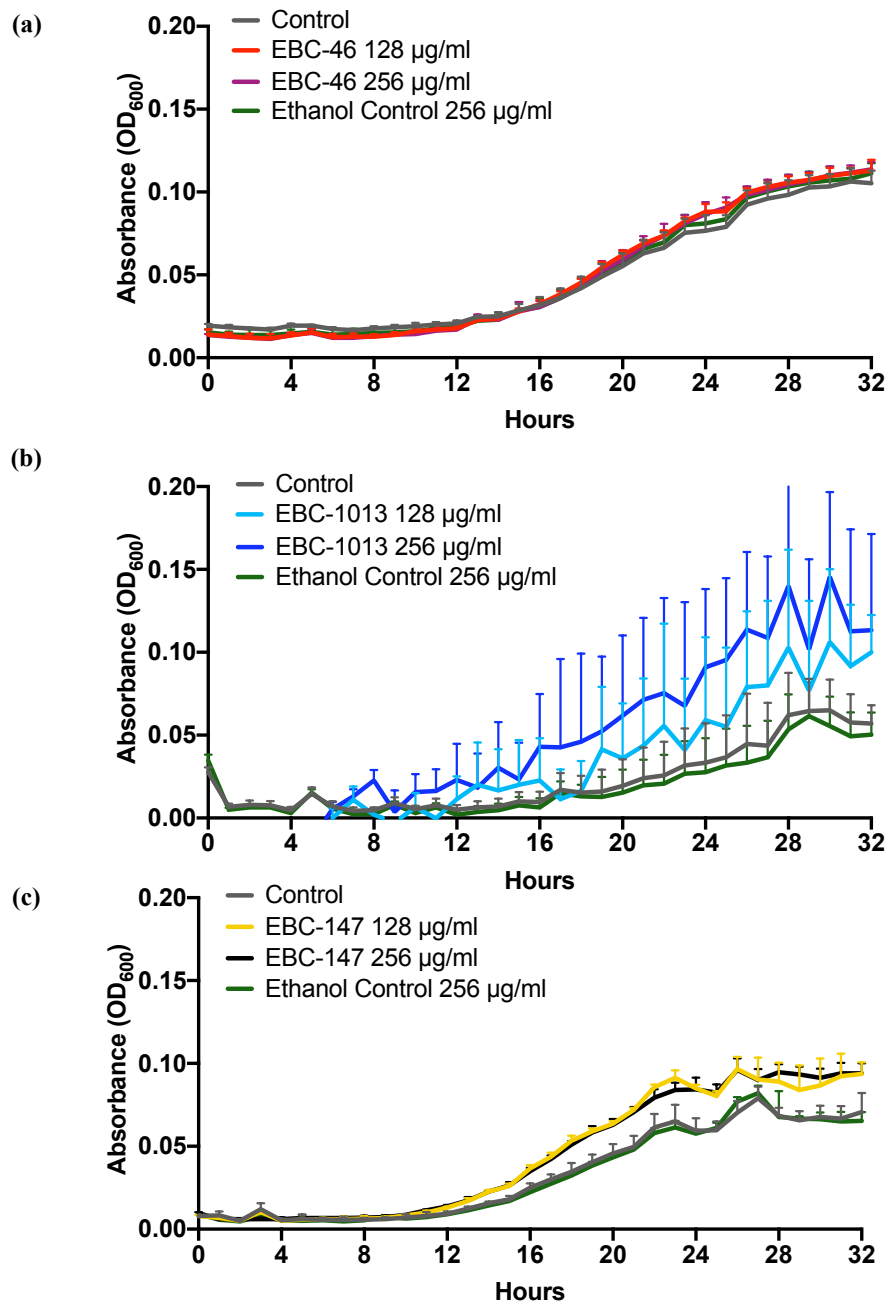 (a)
Absorbance (OD600)
0.20
0.15
0.10
0.05
0.00
Control
EBC-46 128 µg/ml
EBC-46 256 µg/ml
Ethanol Control 256 µg/ml
0 4 8 12 16 20 24 28 32
Hours
(b)
Absorbance (OD600)
0.20
0.15
0.10
0.05
0.00
Control
EBC-1013 128 µg/ml
EBC-1013 256 µg/ml
Ethanol Control 256 µg/ml
0 4 8 12 16 20 24 28 32
Hours
(c)
Absorbance (OD600)
0.20
0.15
0.10
0.05
0.00
Control
EBC-147 128 µg/ml
EBC-147 256 µg/ml
Ethanol Control 256 µg/ml
0 4 8 12 16 20 24 28 32
Hours